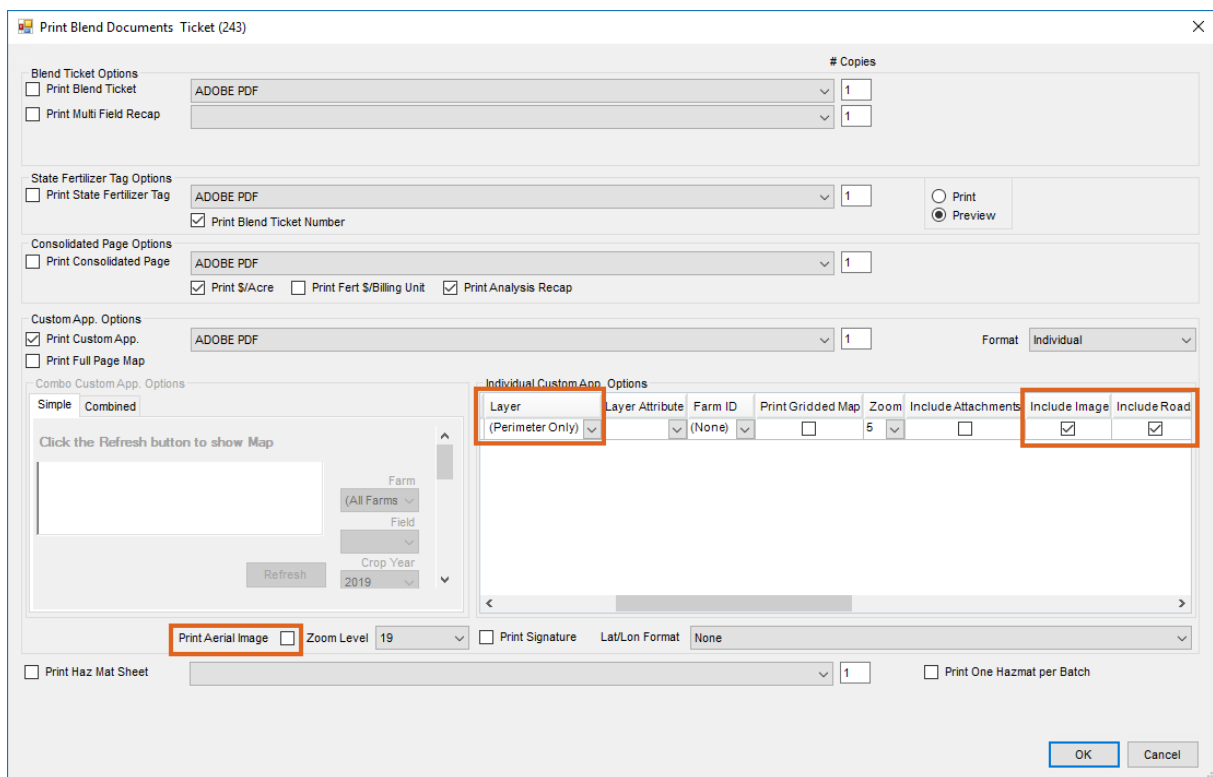 Print Blend Documents Ticket (243)
# Copies
Blend Ticket Options
Print Blend Ticket ADOBE PDF 1
Print Multi Field Recap 1
State Fertilizer Tag Options
Print State Fertilizer Tag ADOBE PDF 1 Print
Print Blend Ticket Number Preview
Consolidated Page Options
Print Consolidated Page ADOBE PDF 1
Print $/Acre Print Fert $/Billing Unit Print Analysis Recap
Custom App. Options
Print Custom App. ADOBE PDF 1 Format Individual
Print Full Page Map
Combo Custom App. Options
Simple Combined
Click the Refresh button to show Map
Farm
(All Farms
Field
Crop Year
Refresh 2019
Individual Custom App. Options
Layer Layer Attribute Farm ID Print Gridded Map Zoom Include Attachments Include Image Include Road
(Perimeter Only) (None) 5
Print Aerial Image Zoom Level 19 Print Signature Lat/Lon Format None
Print Haz Mat Sheet 1 Print One Hazmat per Batch
OK Cancel